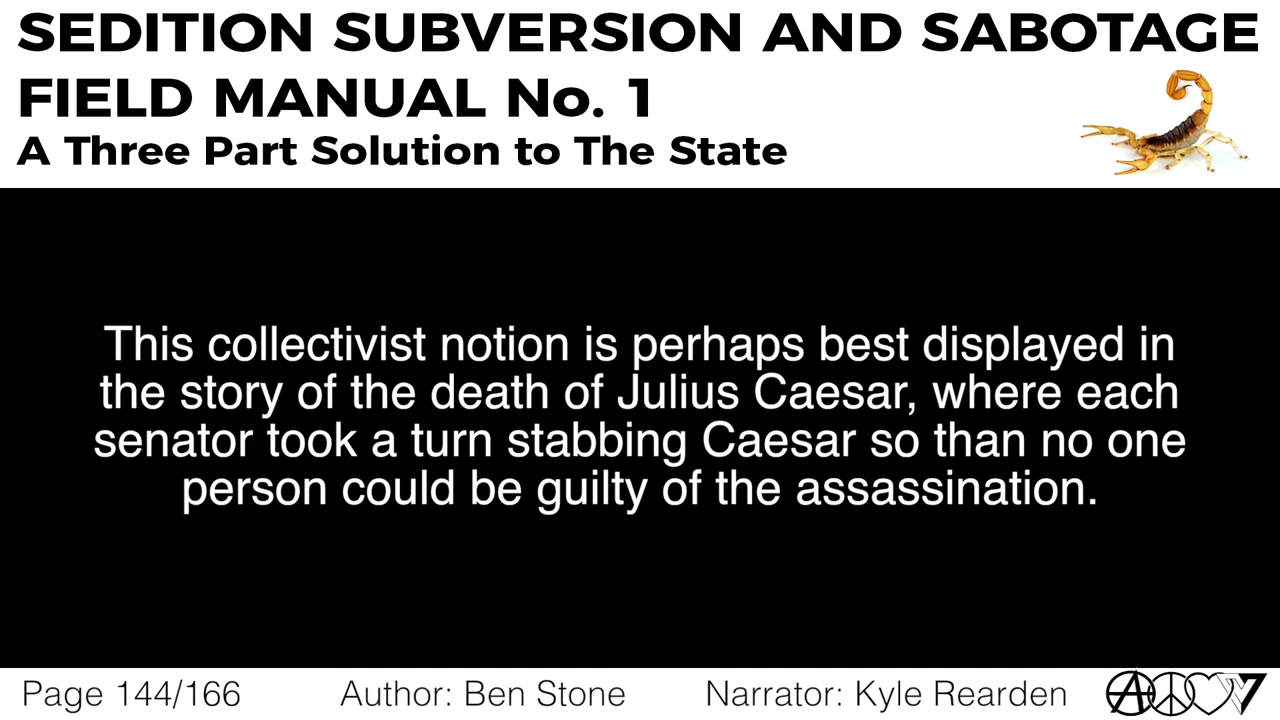 SEDITION SUBVERSION AND SABOTAGE
FIELD MANUAL No. 1
A Three Part Solution to The State
This collectivist notion is perhaps best displayed in
the story of the death of Julius Caesar, where each
senator took a turn stabbing Caesar so than no one
person could be guilty of the assassination.
Page 144/166 Author: Ben Stone Narrator: Kyle Rearden